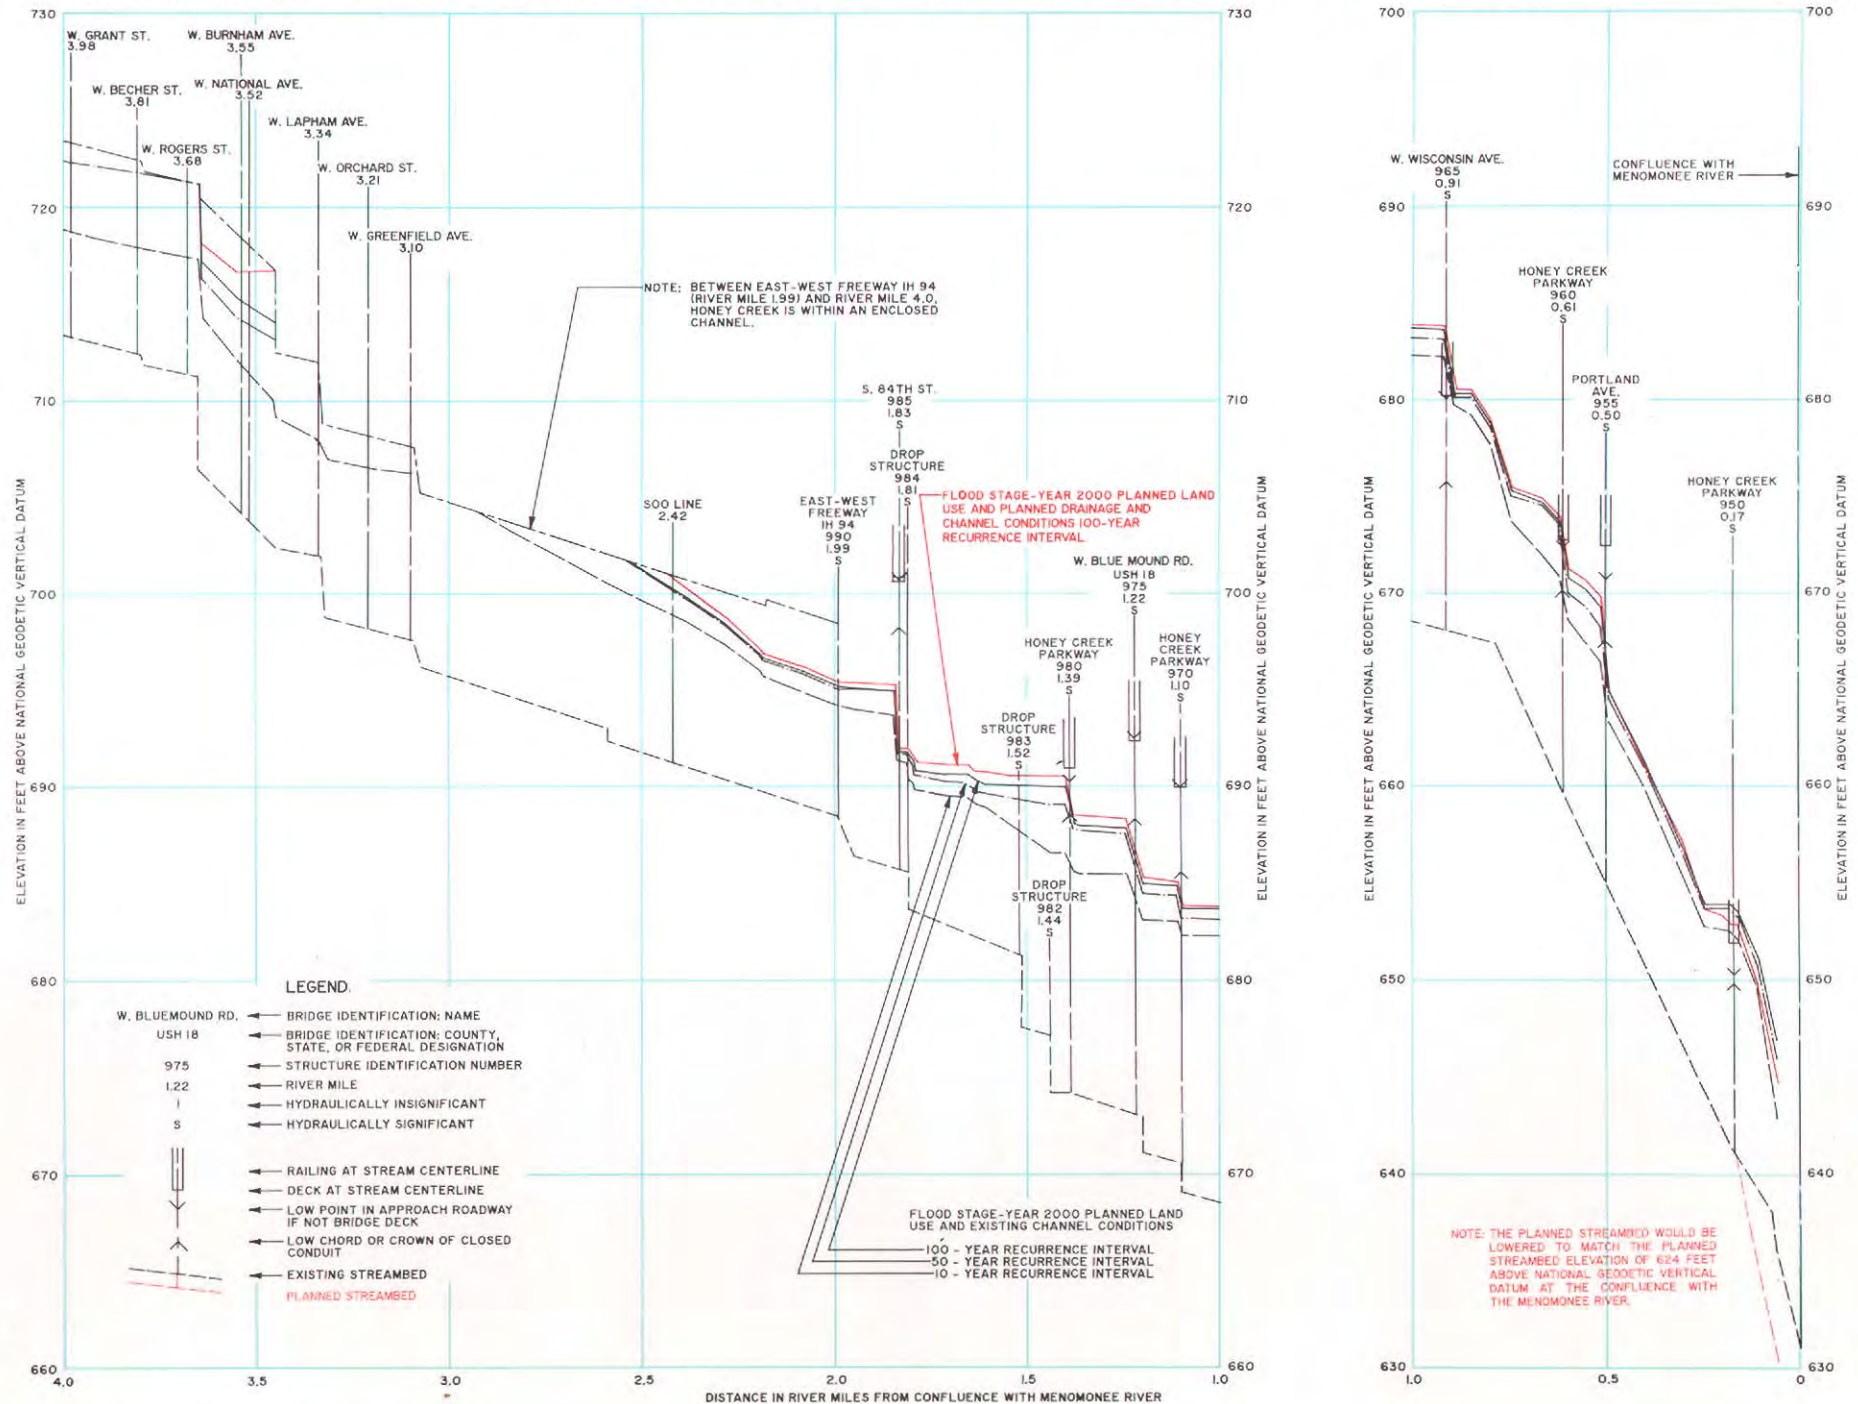 730
730
700
700
W. GRANT ST.
3.98
W. BURNHAM AVE.
3.55
W. BECHER ST.
3.81
W. NATIONAL AVE.
3.52
W. LAPHAM AVE.
3.34
W. ROGERS ST.
3.68
W. ORCHARD ST.
3.21
W. GREENFIELD AVE.
3.10
720
720
NOTE: BETWEEN EAST-WEST FREEWAY IH 94
(RIVER MILE 1.99) AND RIVER MILE 4.0,
HONEY CREEK IS WITHIN AN ENCLOSED
CHANNEL.
710
710
S. 84TH ST.
985
1.83
S
DROP
STRUCTURE
984
1.81
S
SOO LINE
2.42
EAST-WEST
FREEWAY
IH 94
990
1.99
S
FLOOD STAGE-YEAR 2000 PLANNED LAND
USE AND PLANNED DRAINAGE AND
CHANNEL CONDITIONS 100-YEAR
RECURRENCE INTERVAL
W. BLUE MOUND RD.
USH 18
975
1.22
S
HONEY CREEK
PARKWAY
980
1.39
S
HONEY
CREEK
PARKWAY
970
1.10
S
DROP
STRUCTURE
983
1.52
S
DROP
STRUCTURE
982
1.44
S
700
700
690
690
680
680
670
670
660
660
ELEVATION IN FEET ABOVE NATIONAL GEODETIC VERTICAL DATUM
ELEVATION IN FEET ABOVE NATIONAL GEODETIC VERTICAL DATUM
LEGEND
W. BLUEMOUND RD. BRIDGE IDENTIFICATION: NAME
USH 18 BRIDGE IDENTIFICATION: COUNTY,
STATE, OR FEDERAL DESIGNATION
975 STRUCTURE IDENTIFICATION NUMBER
1.22 RIVER MILE
I HYDRAULICALLY INSIGNIFICANT
S HYDRAULICALLY SIGNIFICANT
RAILING AT STREAM CENTERLINE
DECK AT STREAM CENTERLINE
LOW POINT IN APPROACH ROADWAY
IF NOT BRIDGE DECK
LOW CHORD OR CROWN OF CLOSED
CONDUIT
EXISTING STREAMBED
PLANNED STREAMBED
FLOOD STAGE-YEAR 2000 PLANNED LAND
USE AND EXISTING CHANNEL CONDITIONS
100 - YEAR RECURRENCE INTERVAL
50 - YEAR RECURRENCE INTERVAL
10 - YEAR RECURRENCE INTERVAL
4.0 3.5 3.0 2.5 2.0 1.5 1.0
DISTANCE IN RIVER MILES FROM CONFLUENCE WITH MENOMONEE RIVER
W. WISCONSIN AVE.
965
0.91
S
CONFLUENCE WITH
MENOMONEE RIVER
HONEY CREEK
PARKWAY
960
0.61
S
PORTLAND
AVE.
955
0.50
S
HONEY CREEK
PARKWAY
950
0.17
S
690
690
680
680
670
670
660
660
650
650
640
640
630
630
ELEVATION IN FEET ABOVE NATIONAL GEODETIC VERTICAL DATUM
ELEVATION IN FEET ABOVE NATIONAL GEODETIC VERTICAL DATUM
NOTE: THE PLANNED STREAMBED WOULD BE
LOWERED TO MATCH THE PLANNED
STREAMBED ELEVATION OF 624 FEET
ABOVE NATIONAL GEODETIC VERTICAL
DATUM AT THE CONFLUENCE WITH
THE MENOMONEE RIVER.
1.0 0.5 0